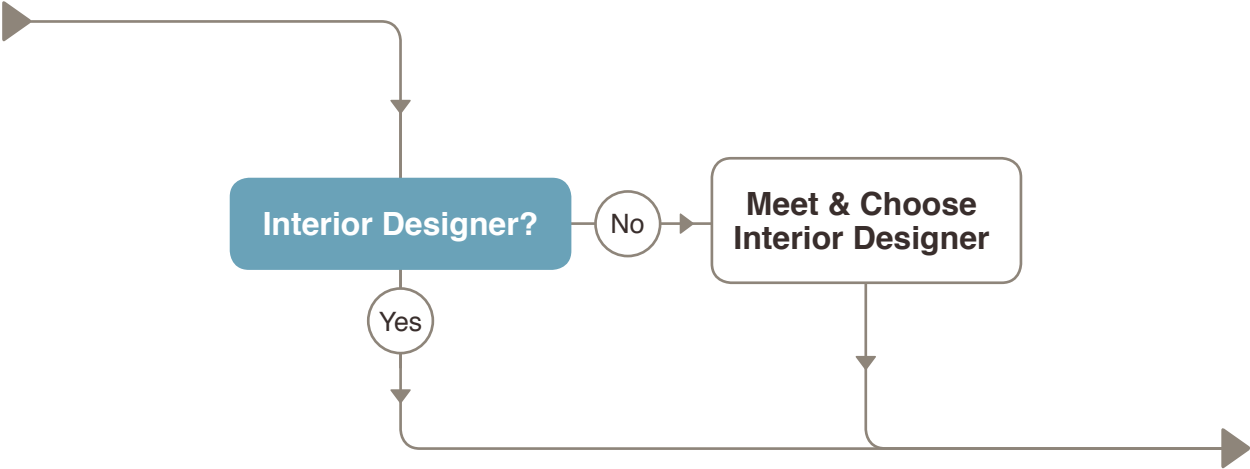 Interior Designer?
No
Meet & Choose
Interior Designer
Yes